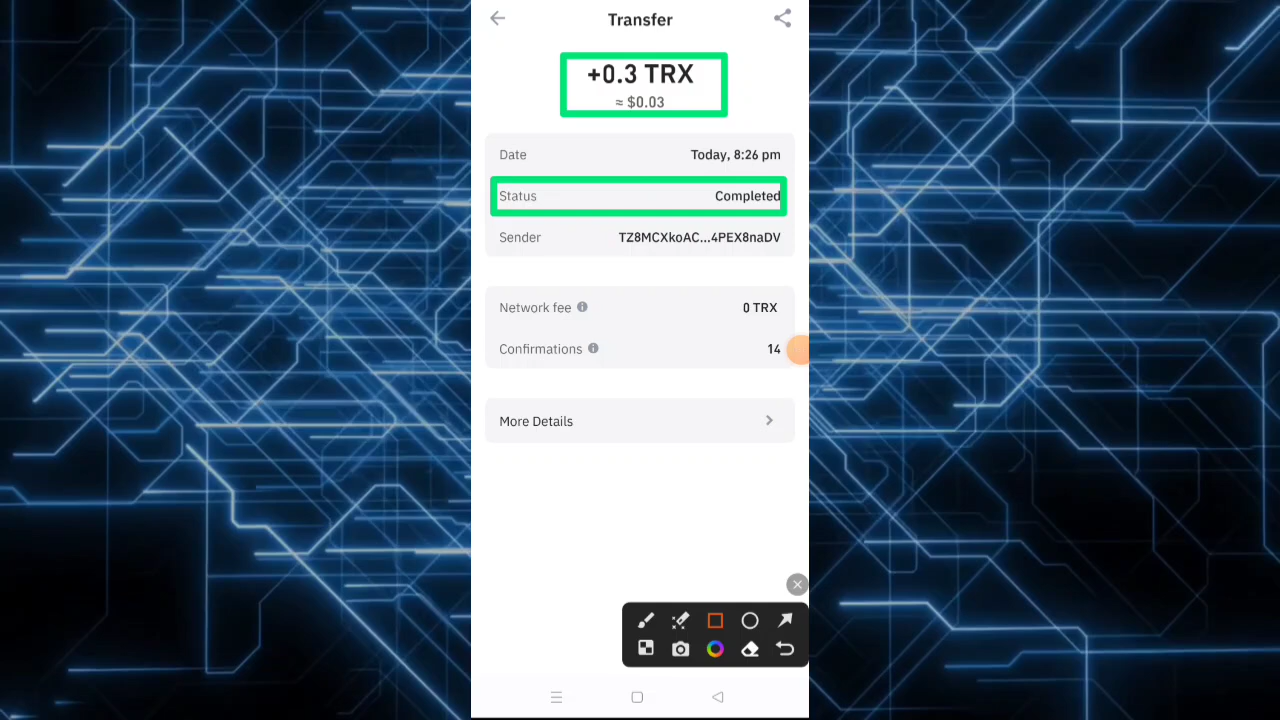 Transfer
+0.3 TRX
≈ $0.03
Date Today, 8:26 pm
Status Completed
Sender TZ8MCXkoAC...4PEX8naDV
Network fee 0 TRX
Confirmations 14
More Details